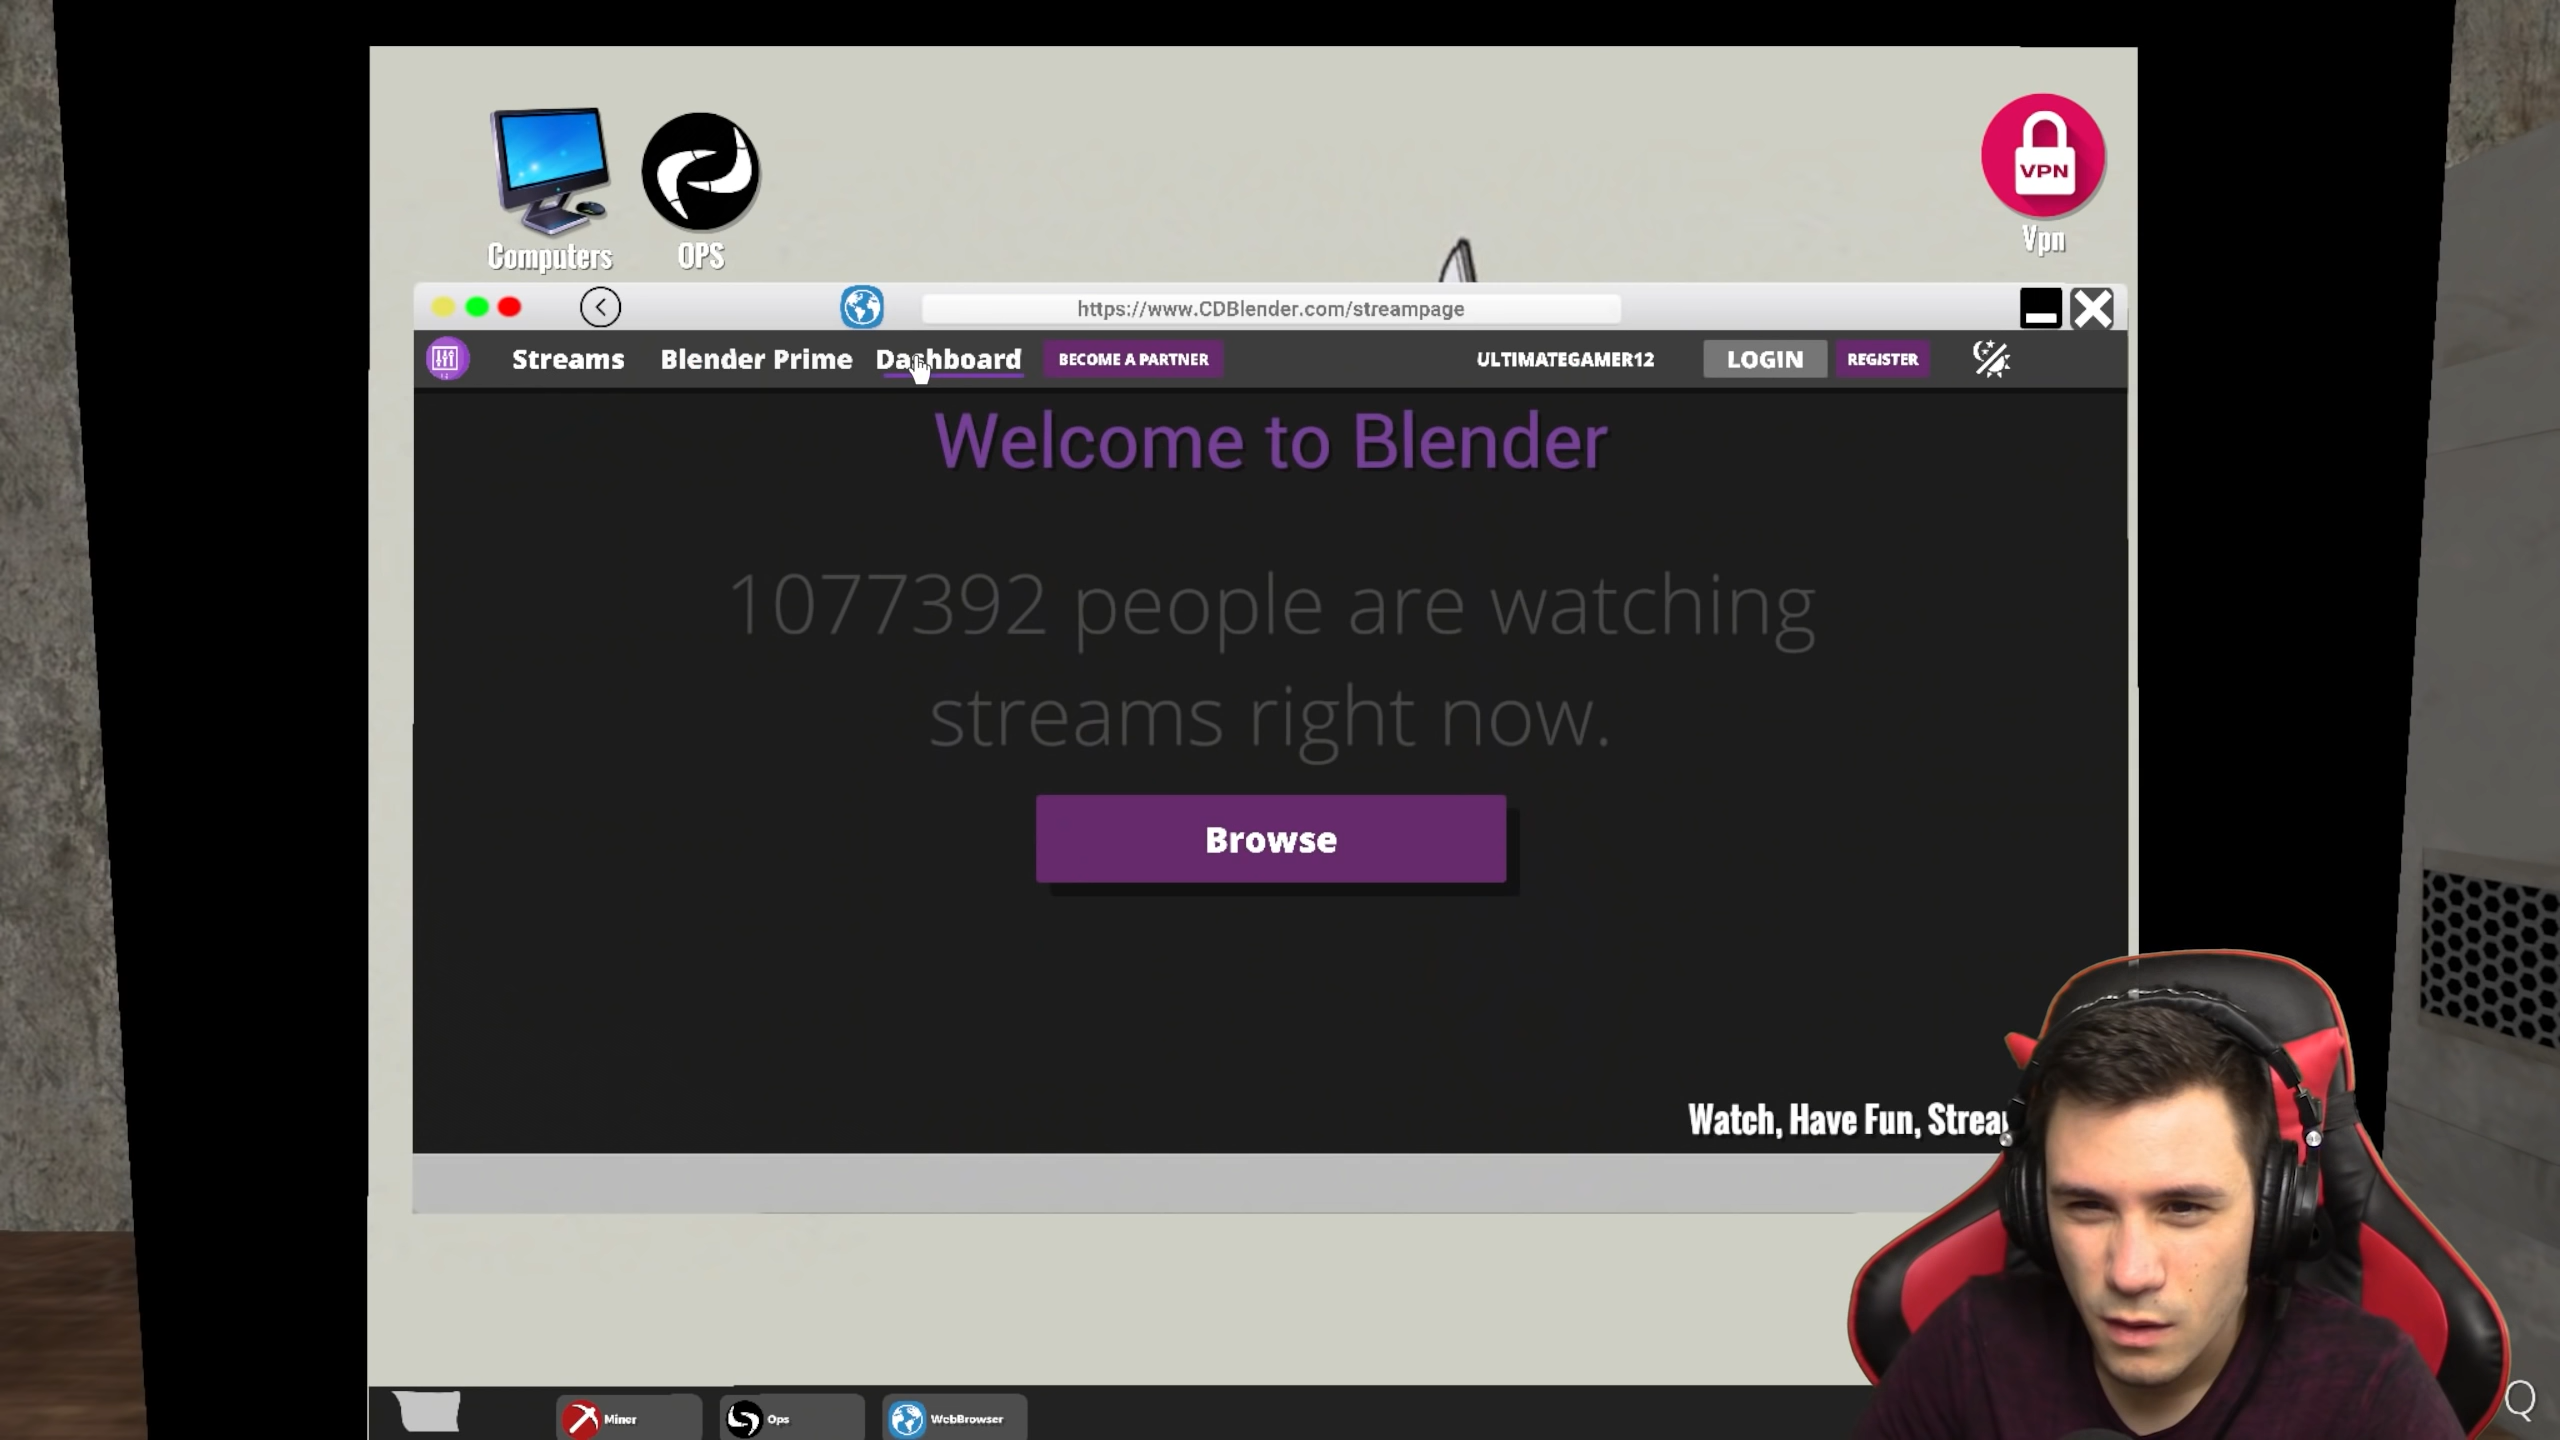 Computers
OPS
VPN
Vpn
https://www.CDBlender.com/streampage
Streams
Blender Prime
Dashboard
BECOME A PARTNER
ULTIMATEGAMER12
LOGIN
REGISTER
Welcome to Blender
1077392 people are watching
streams right now.
Browse
Watch, Have Fun,
Miner
Ops
WebBrowser
Q